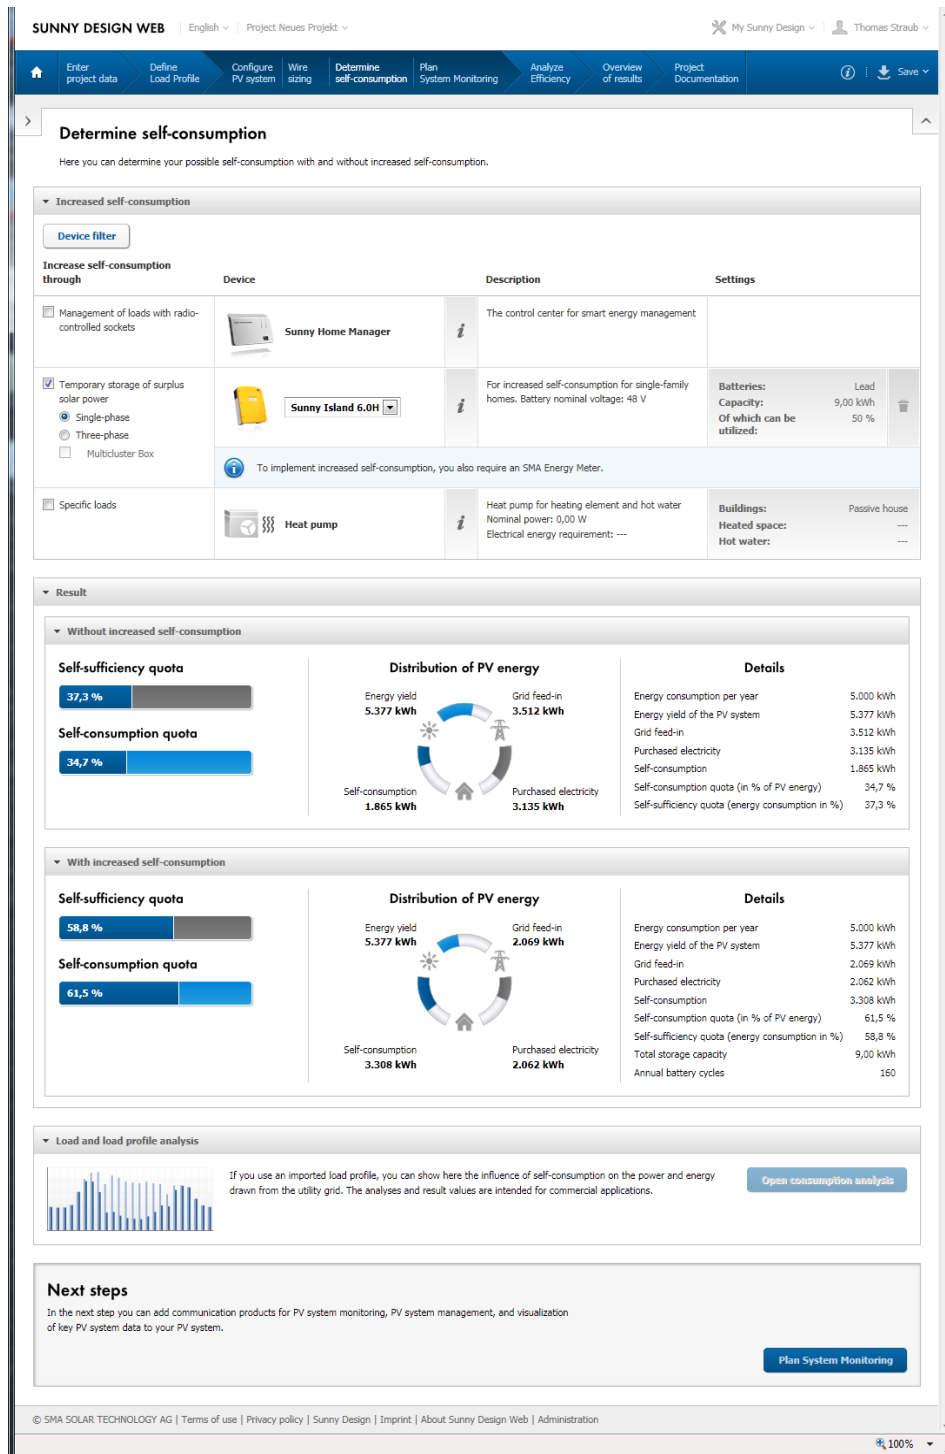 SUNNY DESIGN WEB English Project Neues Projekt My Sunny Design Thomas Straub
Enter project data
Define Load Profile
Configure PV system
Wire sizing
Determine self-consumption
Plan System Monitoring
Analyze Efficiency
Overview of results
Project Documentation
Save
Determine self-consumption
Here you can determine your possible self-consumption with and without increased self-consumption.
Increased self-consumption
Device filter
Increase self-consumption through
Device
Description
Settings
Management of loads with radio-
controlled sockets
Sunny Home Manager
i
The control center for smart energy management
Temporary storage of surplus
solar power
Single-phase
Three-phase
Multicluster Box
Sunny Island 6.0H
i
For increased self-consumption for single-family
homes. Battery nominal voltage: 48 V
Batteries: Lead
Capacity: 9,00 kWh
Of which can be utilized: 50 %
i To implement increased self-consumption, you also require an SMA Energy Meter.
Specific loads
Heat pump
i
Heat pump for heating element and hot water
Nominal power: 0,00 W
Electrical energy requirement: ---
Buildings: Passive house
Heated space: ---
Hot water: ---
Result
Without increased self-consumption
Self-sufficiency quota
37,3 %
Self-consumption quota
34,7 %
Distribution of PV energy
Energy yield
5.377 kWh
Grid feed-in
3.512 kWh
Self-consumption
1.865 kWh
Purchased electricity
3.135 kWh
Details
Energy consumption per year 5.000 kWh
Energy yield of the PV system 5.377 kWh
Grid feed-in 3.512 kWh
Purchased electricity 3.135 kWh
Self-consumption 1.865 kWh
Self-consumption quota (in % of PV energy) 34,7 %
Self-sufficiency quota (energy consumption in %) 37,3 %
With increased self-consumption
Self-sufficiency quota
58,8 %
Self-consumption quota
61,5 %
Distribution of PV energy
Energy yield
5.377 kWh
Grid feed-in
2.069 kWh
Self-consumption
3.308 kWh
Purchased electricity
2.062 kWh
Details
Energy consumption per year 5.000 kWh
Energy yield of the PV system 5.377 kWh
Grid feed-in 2.069 kWh
Purchased electricity 2.062 kWh
Self-consumption 3.308 kWh
Self-consumption quota (in % of PV energy) 61,5 %
Self-sufficiency quota (energy consumption in %) 58,8 %
Total storage capacity 9,00 kWh
Annual battery cycles 160
Load and load profile analysis
If you use an imported load profile, you can show here the influence of self-consumption on the power and energy
drawn from the utility grid. The analyses and result values are intended for commercial applications.
Open consumption analysis
Next steps
In the next step you can add communication products for PV system monitoring, PV system management, and visualization
of key PV system data to your PV system.
Plan System Monitoring
© SMA SOLAR TECHNOLOGY AG | Terms of use | Privacy policy | Sunny Design | Imprint | About Sunny Design Web | Administration
100%